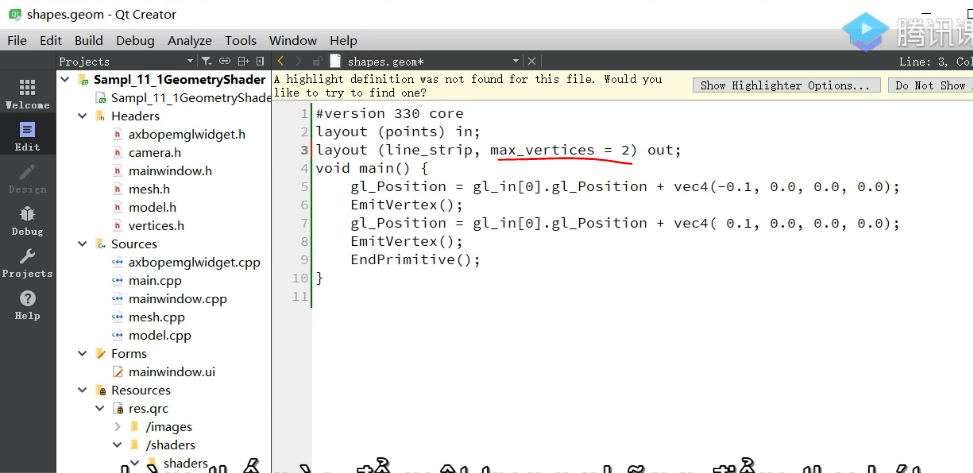 shapes.geom - Qt Creator
腾讯课
File Edit Build Debug Analyze Tools Window Help
Projects
shapes.geom*
Line: 3, Co
Welcome
Edit
Design
Debug
Projects
Help
Sampl_11_1GeometryShader
Sampl_11_1GeometryShade
Headers
axbopemglwidget.h
camera.h
mainwindow.h
mesh.h
model.h
vertices.h
Sources
axbopemglwidget.cpp
main.cpp
mainwindow.cpp
mesh.cpp
model.cpp
Forms
mainwindow.ui
Resources
res.qrc
/images
/shaders
shaders
A highlight definition was not found for this file. Would you
like to try to find one?
Show Highlighter Options...
Do Not Show
1 #version 330 core
2 layout (points) in;
3 layout (line_strip, max_vertices = 2) out;
4 void main() {
5 gl_Position = gl_in[0].gl_Position + vec4(-0.1, 0.0, 0.0, 0.0);
6 EmitVertex();
7 gl_Position = gl_in[0].gl_Position + vec4( 0.1, 0.0, 0.0, 0.0);
8 EmitVertex();
9 EndPrimitive();
10 }
11